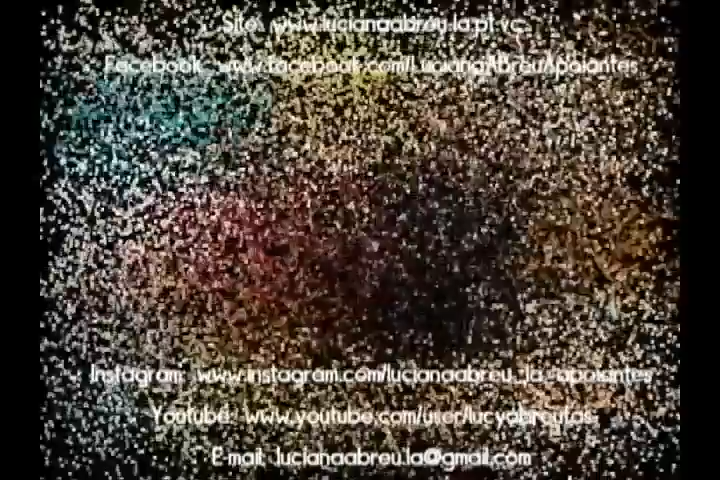 Site: www.lucianaabreu.la.pt.vc
Facebook: www.facebook.com/LucianaAbreuApoiantes
Instagram: www.instagram.com/lucianaabreu_la_apoiantes
Youtube: www.youtube.com/user/lucyabreufas
E-mail: lucianaabreu.la@gmail.com